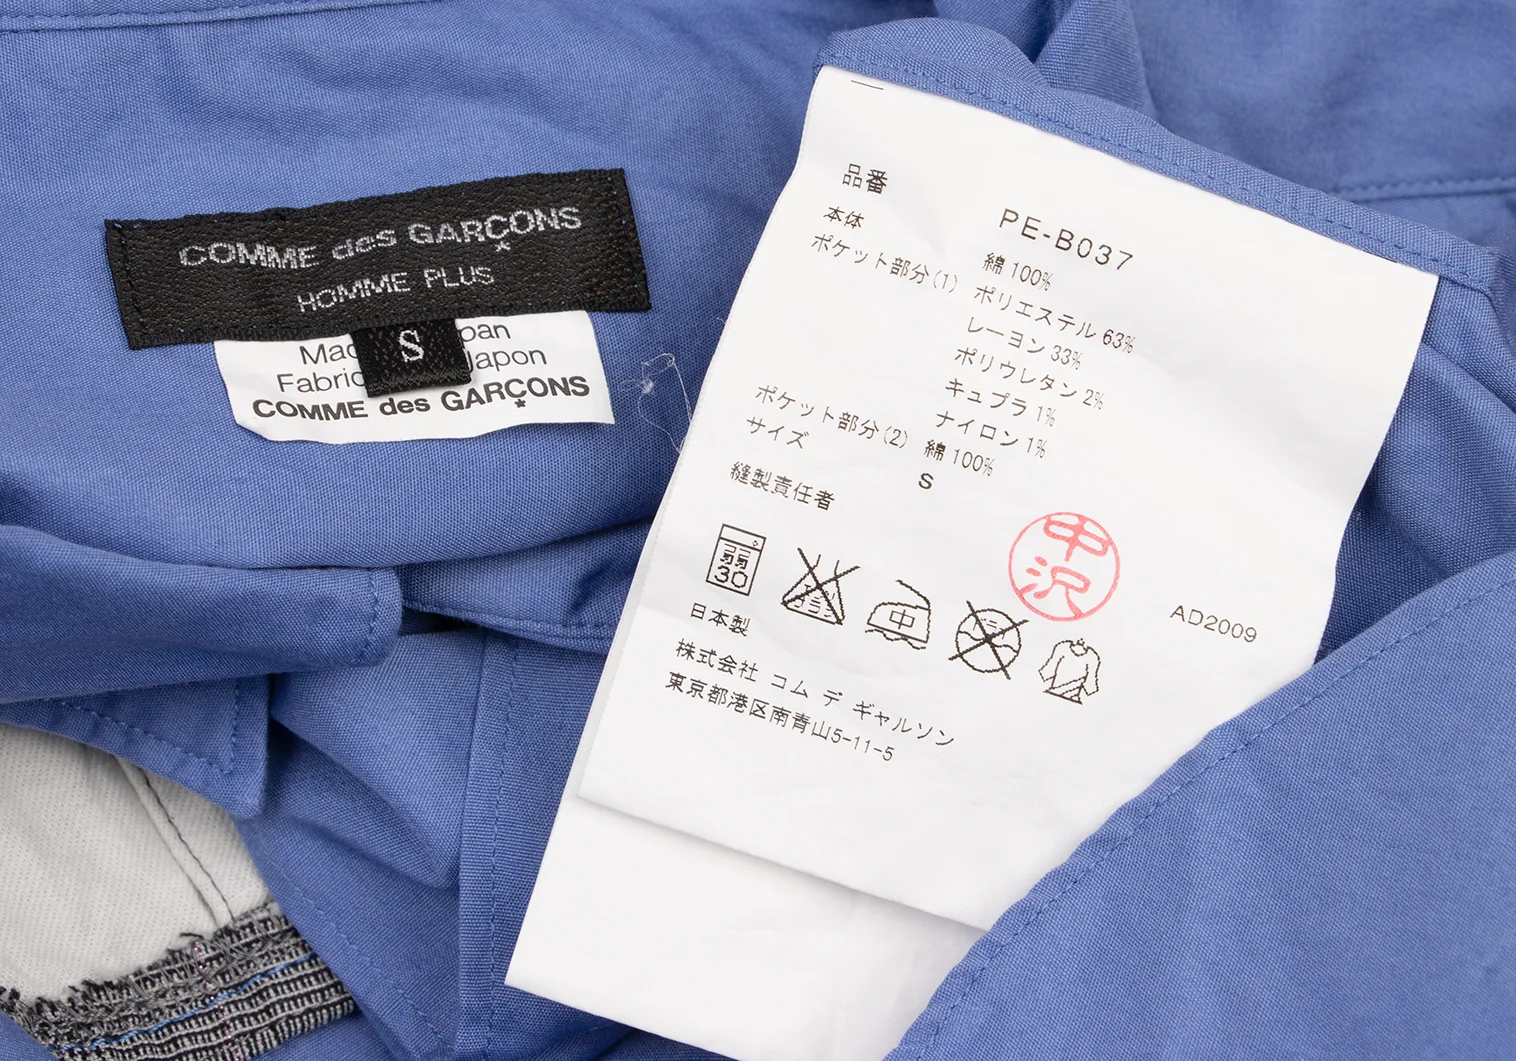 COMME des GARÇONS
HOMME PLUS
S
Mad pan
Fabric Japon
COMME des GARÇONS
品番 PE-B037
本体 綿 100%
ポケット部分(1) ポリエステル 63%
レーヨン 33%
ポリウレタン 2%
キュプラ 1%
ナイロン 1%
ポケット部分(2) 綿 100%
サイズ S
縫製責任者
中沢
弱
30
中
AD2009
日本製
株式会社 コム デ ギャルソン
東京都港区南青山5-11-5